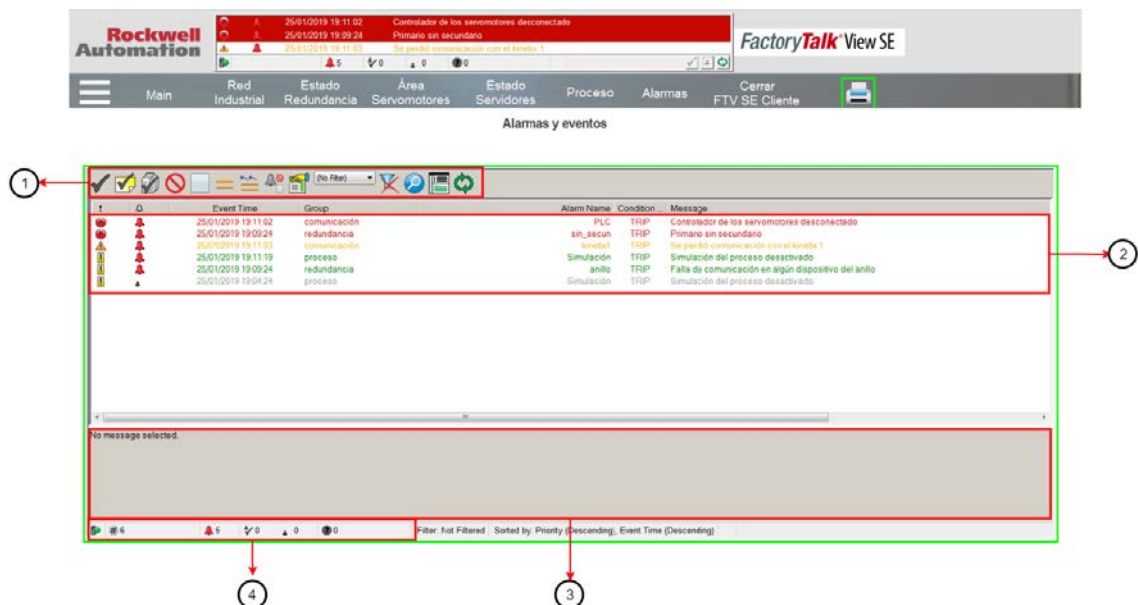 Rockwell
Automation
25/01/2019 19:11:02 Controlador de los servomotores desconectado
25/01/2019 19:09:24 Primario sin secundario
25/01/2019 19:11:03 Se perdió comunicación con el kinetix 1
5 0 0 0
FactoryTalk View SE
Main
Red Industrial
Estado Redundancia
Área Servomotores
Estado Servidores
Proceso
Alarmas
Cerrar FTV SE Cliente
Alarmas y eventos
1
(No Filter)
! Event Time Group Alarm Name Condition ... Message
25/01/2019 19:11:02 comunicación PLC TRIP Controlador de los servomotores desconectado
25/01/2019 19:09:24 redundancia sin_secun TRIP Primario sin secundario
25/01/2019 19:11:03 comunicación kinetix1 TRIP Se perdió comunicación con el kinetix 1
25/01/2019 19:11:19 proceso Simulación TRIP Simulación del proceso desactivado
25/01/2019 19:09:24 redundancia anillo TRIP Falla de comunicación en algún dispositivo del anillo
25/01/2019 19:04:24 proceso Simulación TRIP Simulación del proceso desactivado
2
No message selected.
# 6 5 0 0 0 Filter: Not Filtered Sorted by: Priority (Descending), Event Time (Descending)
4
3